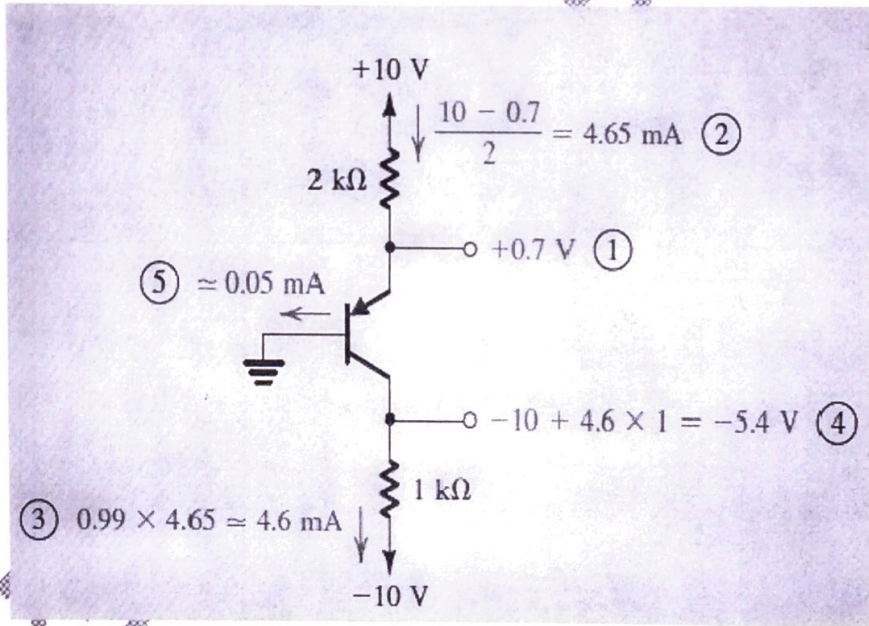 +10 V
10 − 0.7
2
= 4.65 mA ②
2 kΩ
+0.7 V ①
⑤ ≃ 0.05 mA
−10 + 4.6 × 1 = −5.4 V ④
1 kΩ
③ 0.99 × 4.65 ≃ 4.6 mA
−10 V